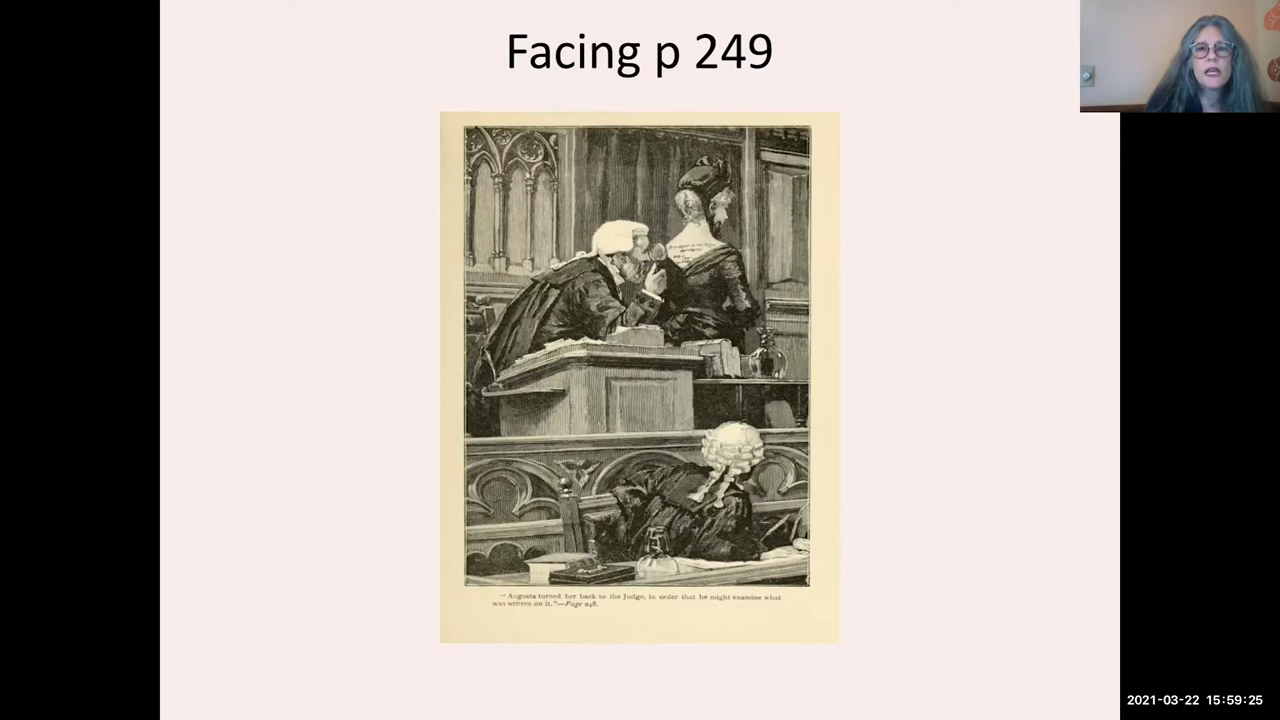 Facing p 249
"Augusta turned her back to the Judge, in order that he might examine what
was written on it."—Page 248.
2021-03-22 15:59:25